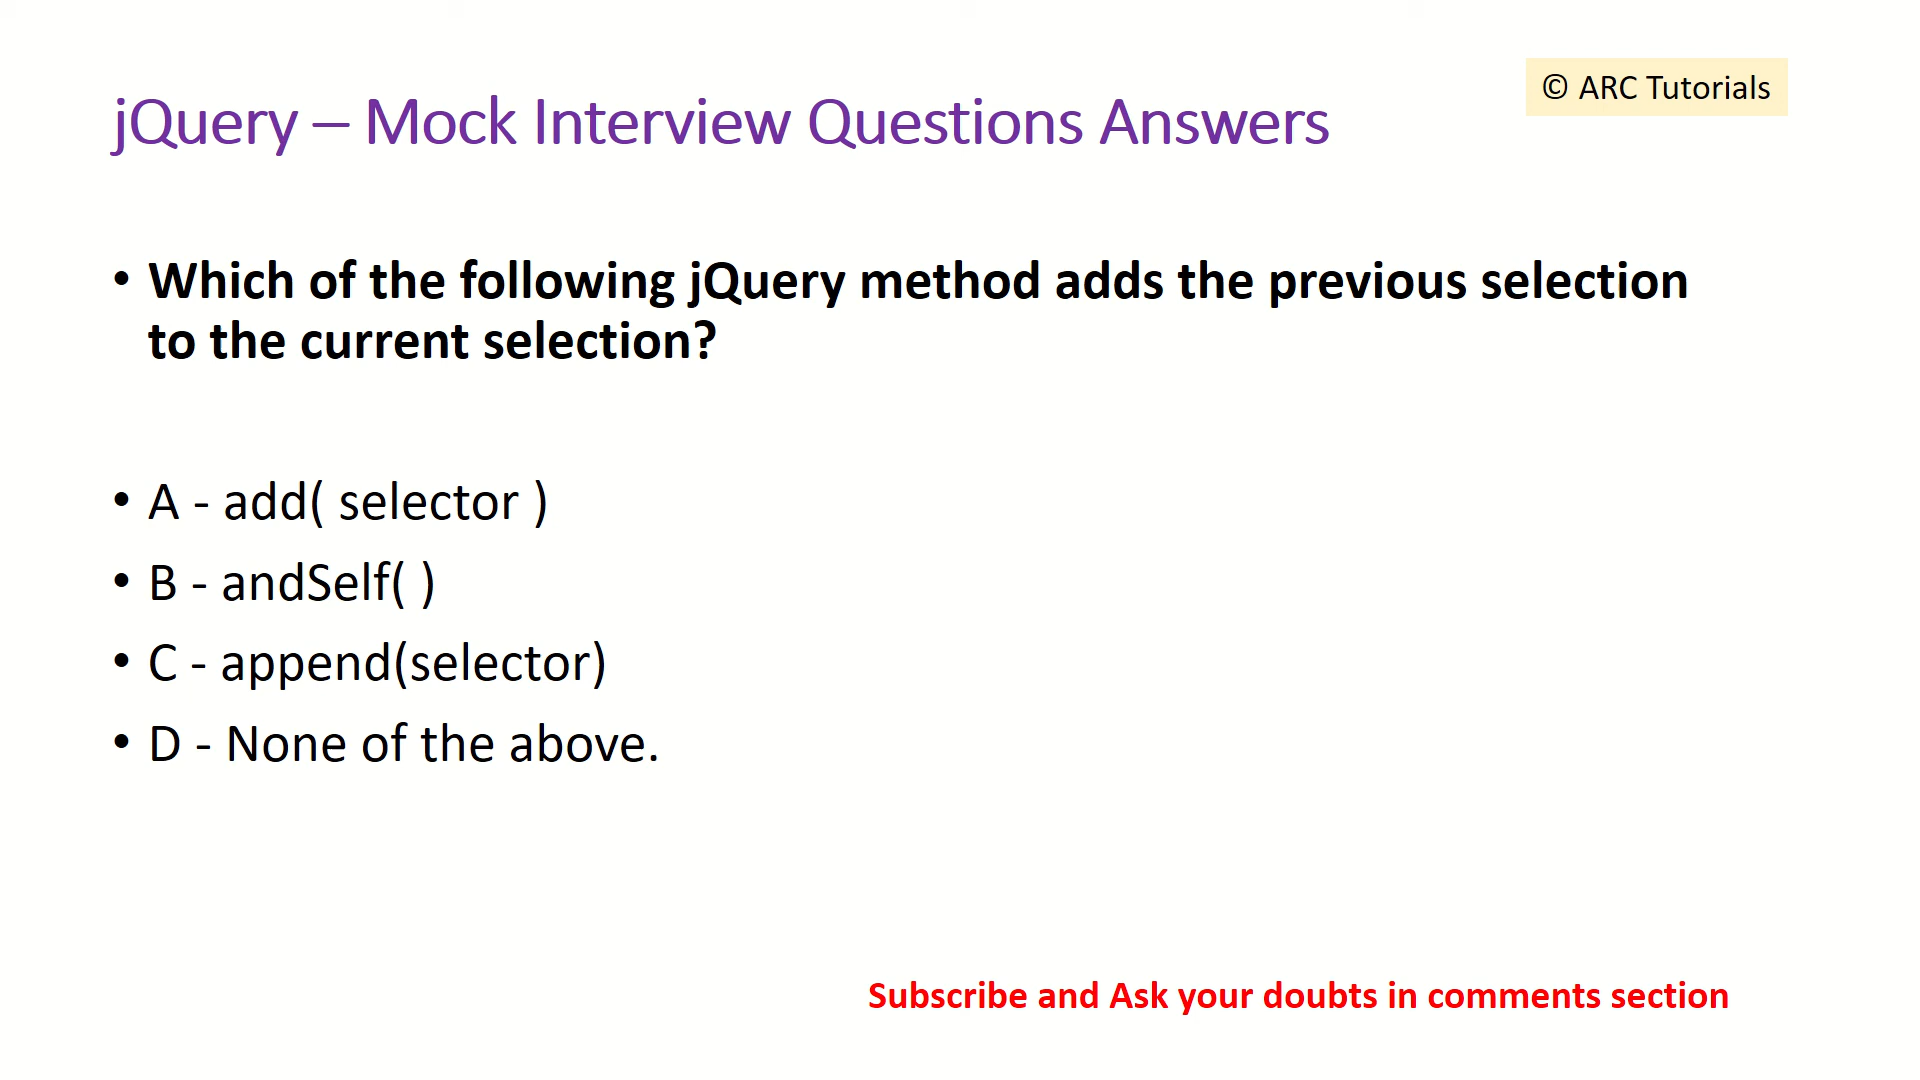 © ARC Tutorials
jQuery – Mock Interview Questions Answers
• Which of the following jQuery method adds the previous selection
to the current selection?
• A - add( selector )
• B - andSelf( )
• C - append(selector)
• D - None of the above.
Subscribe and Ask your doubts in comments section